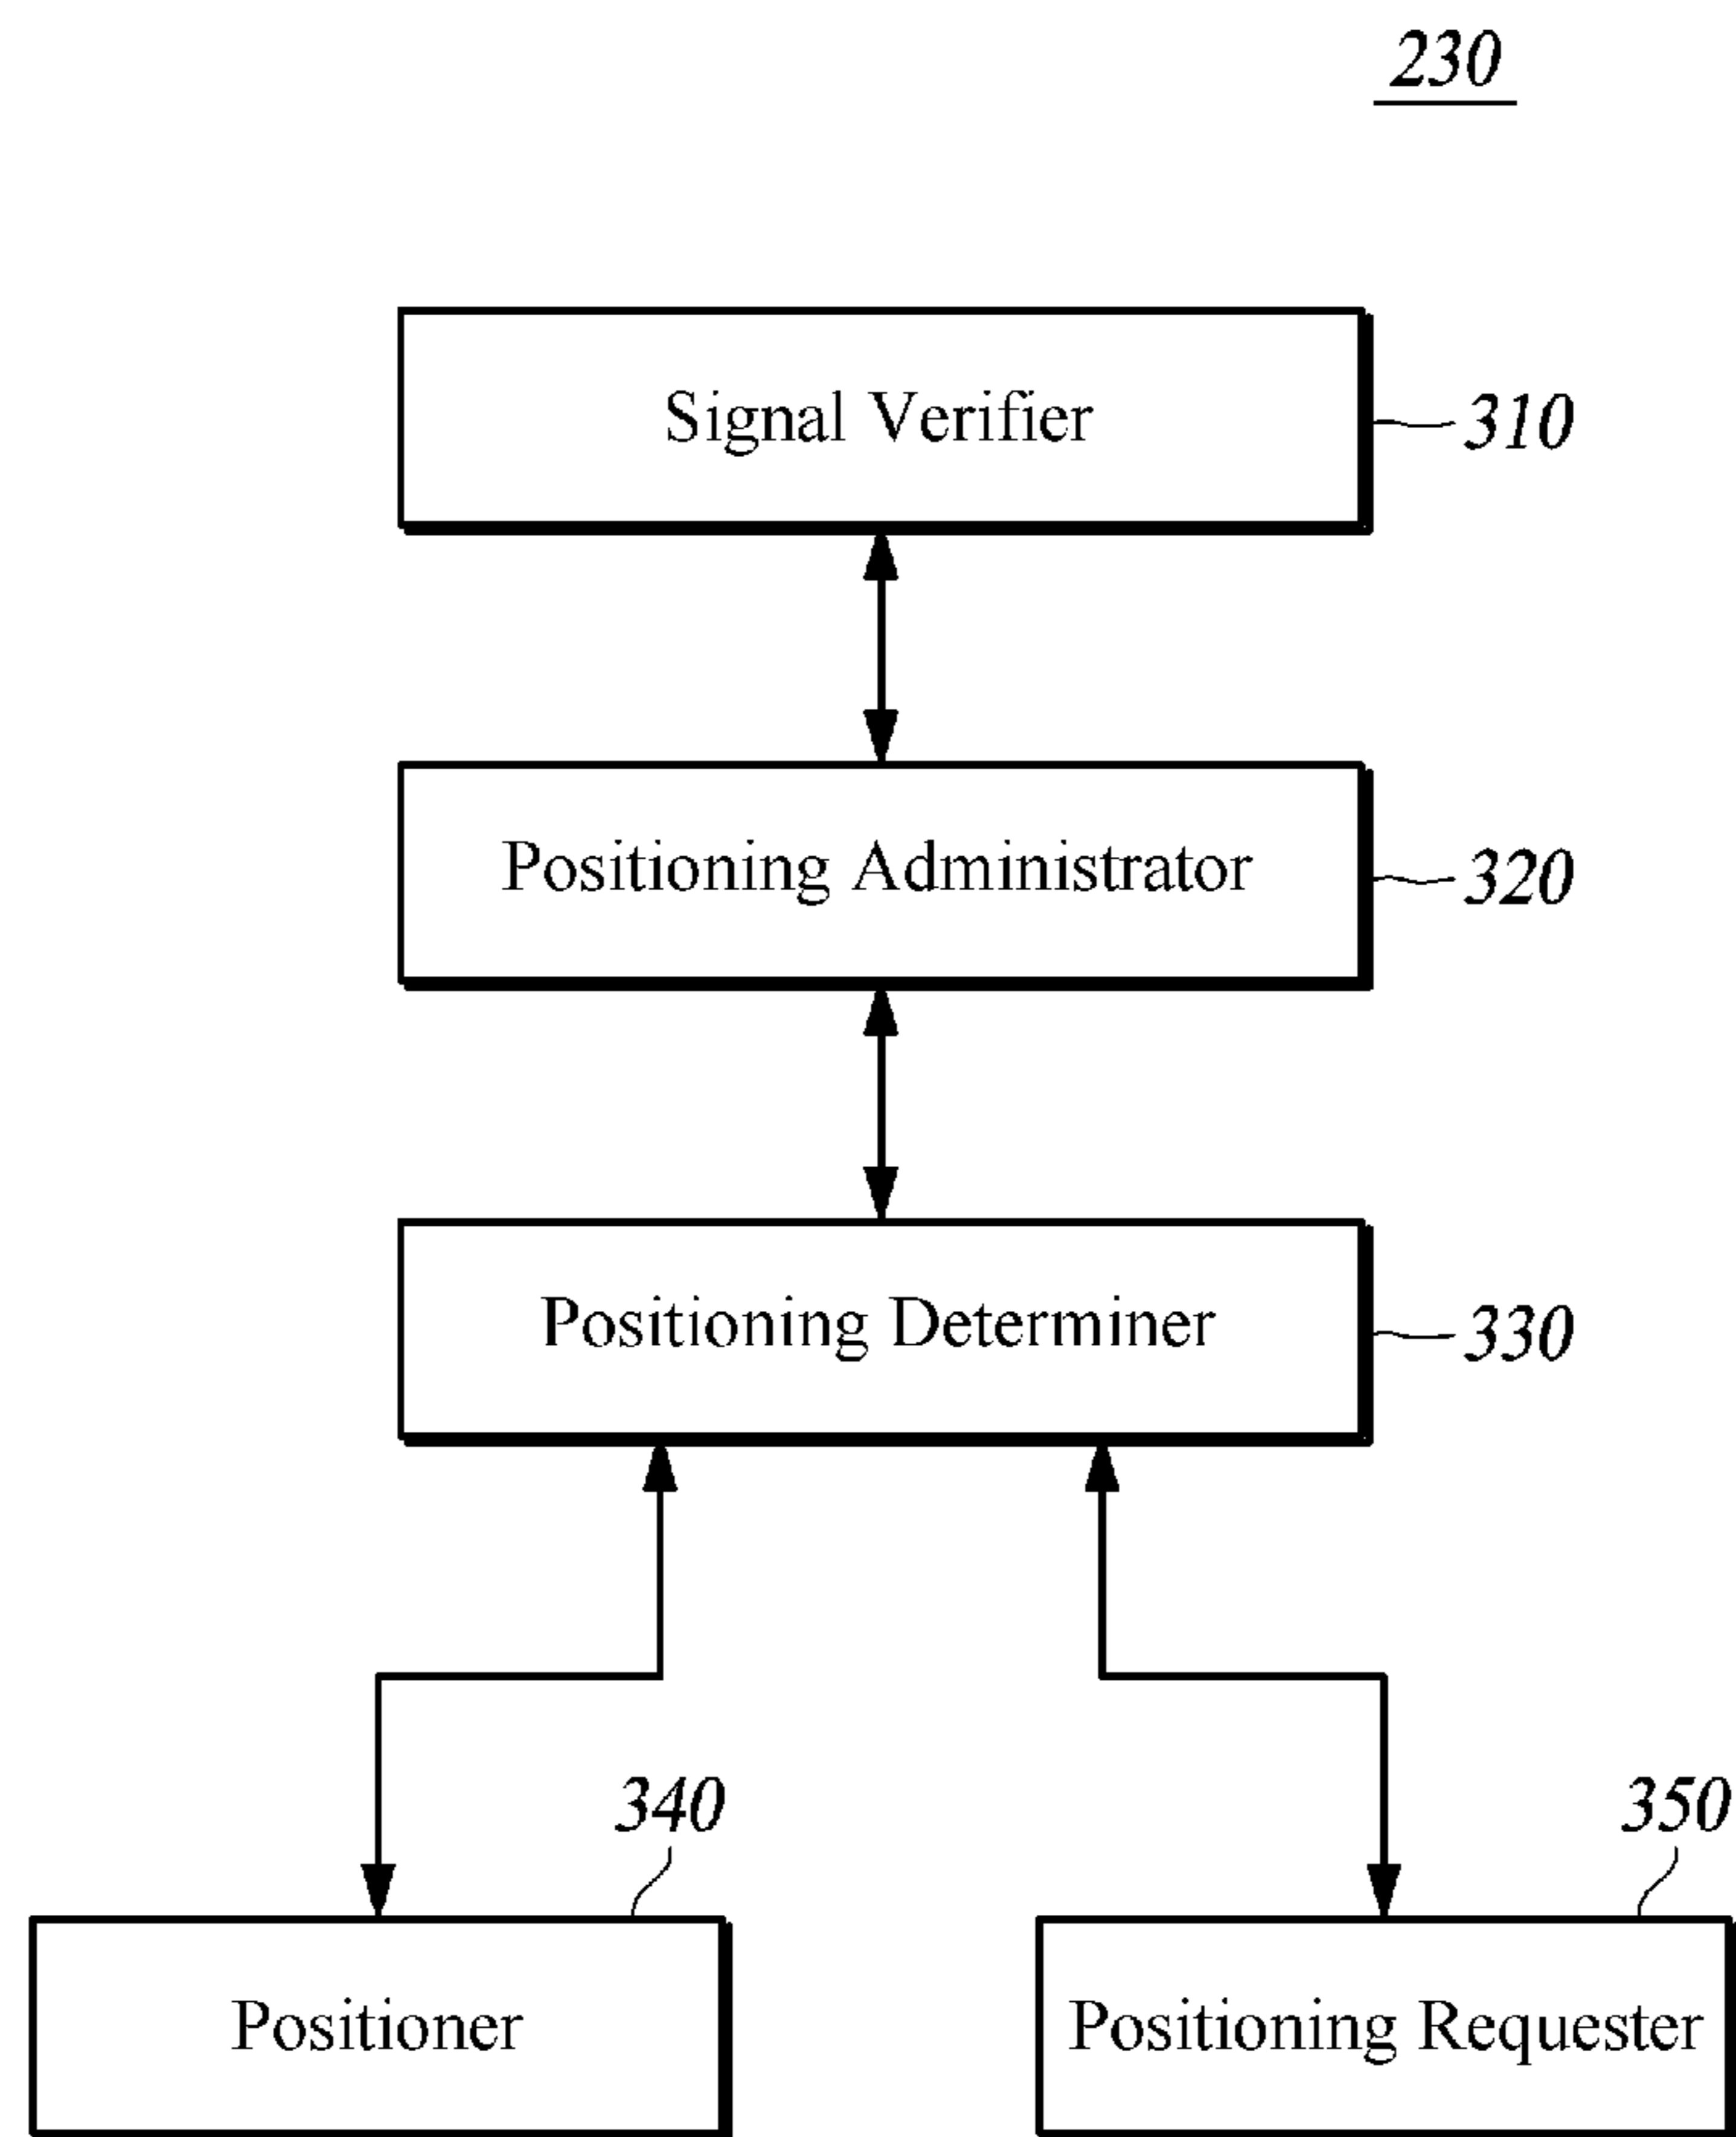 230
Signal Verifier
310
Positioning Administrator
320
Positioning Determiner
330
340
350
Positioner
Positioning Requester